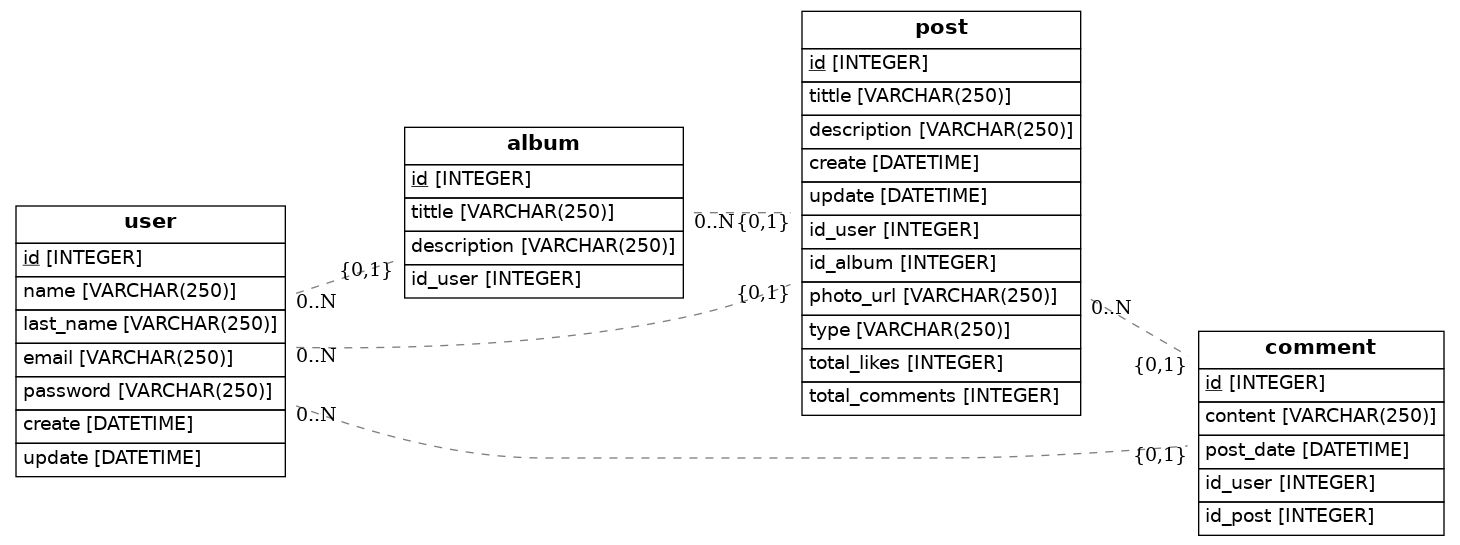 user
id [INTEGER]
name [VARCHAR(250)]
last_name [VARCHAR(250)]
email [VARCHAR(250)]
password [VARCHAR(250)]
create [DATETIME]
update [DATETIME]
{0,1}
0..N
0..N
0..N
album
id [INTEGER]
tittle [VARCHAR(250)]
description [VARCHAR(250)]
id_user [INTEGER]
0..N
{0,1}
{0,1}
post
id [INTEGER]
tittle [VARCHAR(250)]
description [VARCHAR(250)]
create [DATETIME]
update [DATETIME]
id_user [INTEGER]
id_album [INTEGER]
photo_url [VARCHAR(250)]
type [VARCHAR(250)]
total_likes [INTEGER]
total_comments [INTEGER]
0..N
{0,1}
{0,1}
comment
id [INTEGER]
content [VARCHAR(250)]
post_date [DATETIME]
id_user [INTEGER]
id_post [INTEGER]